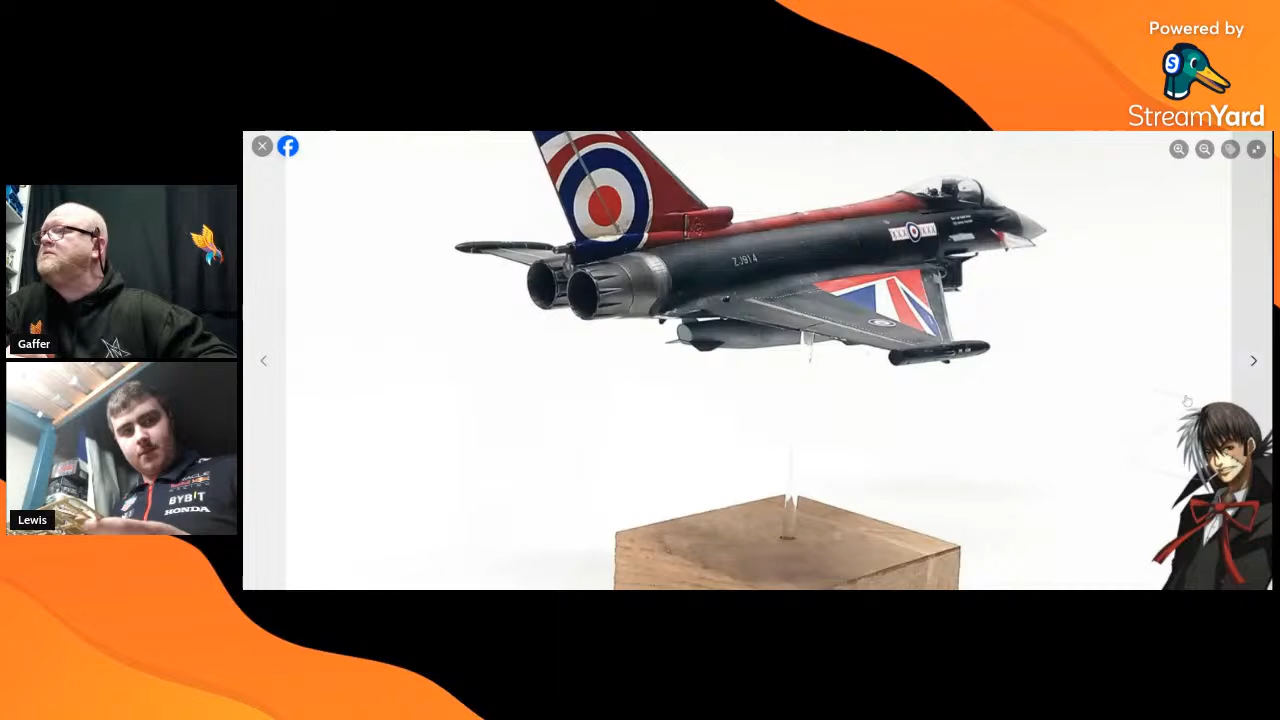 Powered by
StreamYard
ZJ914
Gaffer
BYBIT
HONDA
Lewis